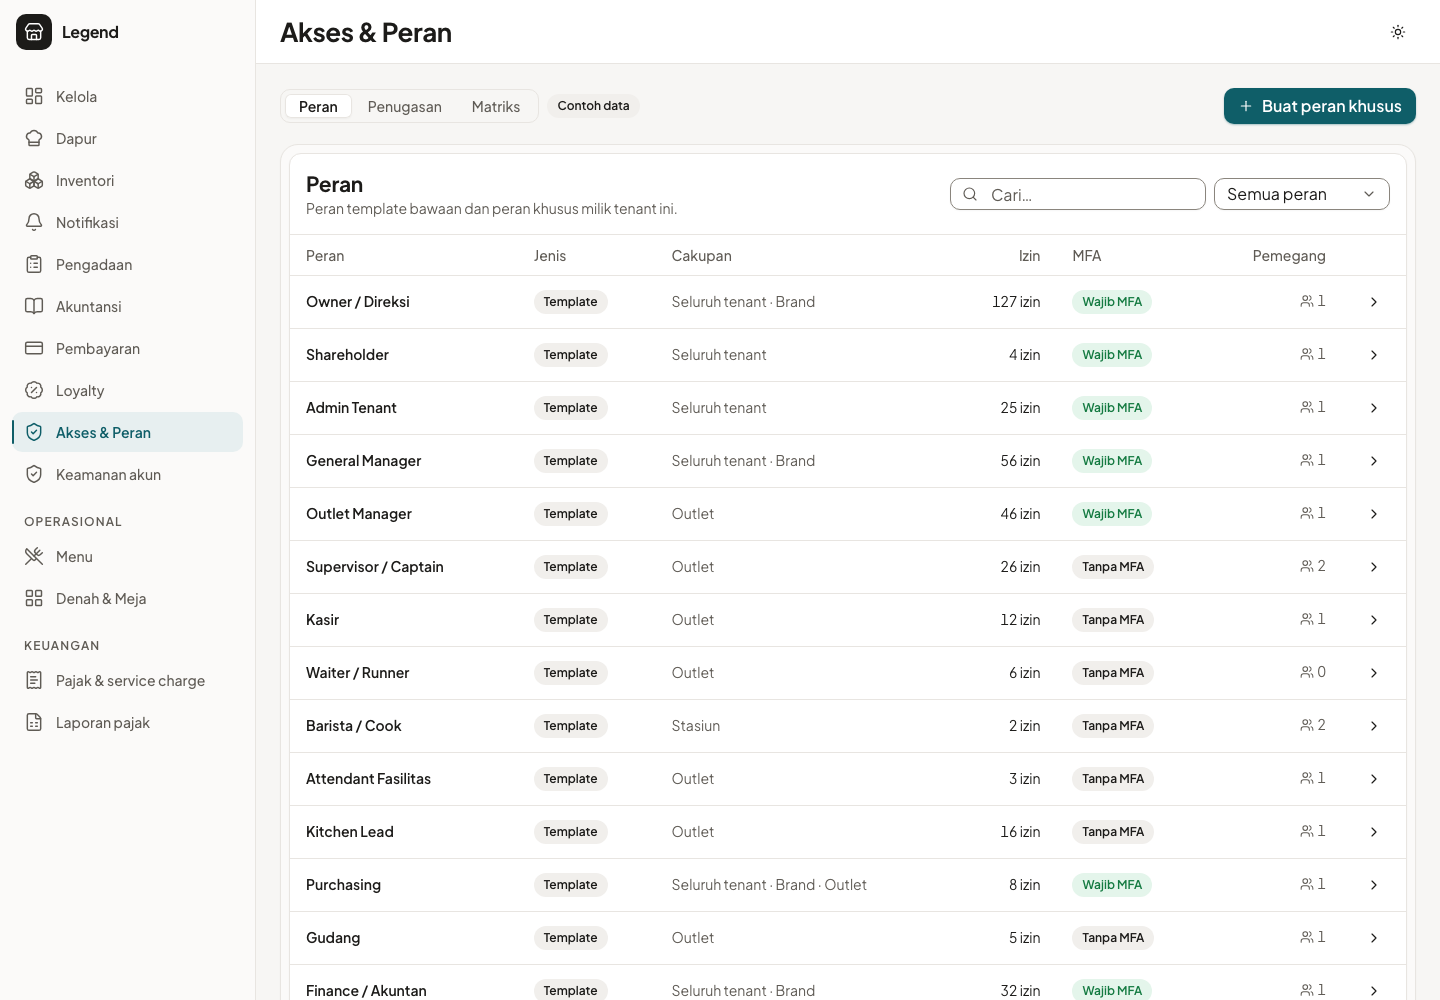 Legend
Akses & Peran
Kelola
Dapur
Inventori
Notifikasi
Pengadaan
Akuntansi
Pembayaran
Loyalty
Akses & Peran
Keamanan akun
OPERASIONAL
Menu
Denah & Meja
KEUANGAN
Pajak & service charge
Laporan pajak
Peran Penugasan Matriks Contoh data
Buat peran khusus
Peran
Peran template bawaan dan peran khusus milik tenant ini.
Cari... Semua peran
Peran Jenis Cakupan Izin MFA Pemegang
Owner / Direksi Template Seluruh tenant · Brand 127 izin Wajib MFA 1
Shareholder Template Seluruh tenant 4 izin Wajib MFA 1
Admin Tenant Template Seluruh tenant 25 izin Wajib MFA 1
General Manager Template Seluruh tenant · Brand 56 izin Wajib MFA 1
Outlet Manager Template Outlet 46 izin Wajib MFA 1
Supervisor / Captain Template Outlet 26 izin Tanpa MFA 2
Kasir Template Outlet 12 izin Tanpa MFA 1
Waiter / Runner Template Outlet 6 izin Tanpa MFA 0
Barista / Cook Template Stasiun 2 izin Tanpa MFA 2
Attendant Fasilitas Template Outlet 3 izin Tanpa MFA 1
Kitchen Lead Template Outlet 16 izin Tanpa MFA 1
Purchasing Template Seluruh tenant · Brand · Outlet 8 izin Wajib MFA 1
Gudang Template Outlet 5 izin Tanpa MFA 1
Finance / Akuntan Template Seluruh tenant · Brand 32 izin Wajib MFA 1